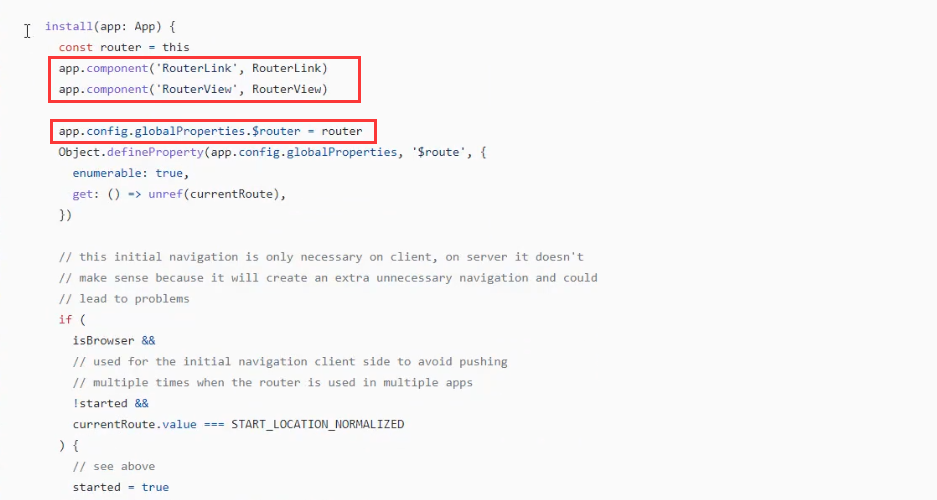 install(app: App) {
const router = this
app.component('RouterLink', RouterLink)
app.component('RouterView', RouterView)
app.config.globalProperties.$router = router
Object.defineProperty(app.config.globalProperties, '$route', {
enumerable: true,
get: () => unref(currentRoute),
})
// this initial navigation is only necessary on client, on server it doesn't
// make sense because it will create an extra unnecessary navigation and could
// lead to problems
if (
isBrowser &&
// used for the initial navigation client side to avoid pushing
// multiple times when the router is used in multiple apps
!started &&
currentRoute.value === START_LOCATION_NORMALIZED
) {
// see above
started = true